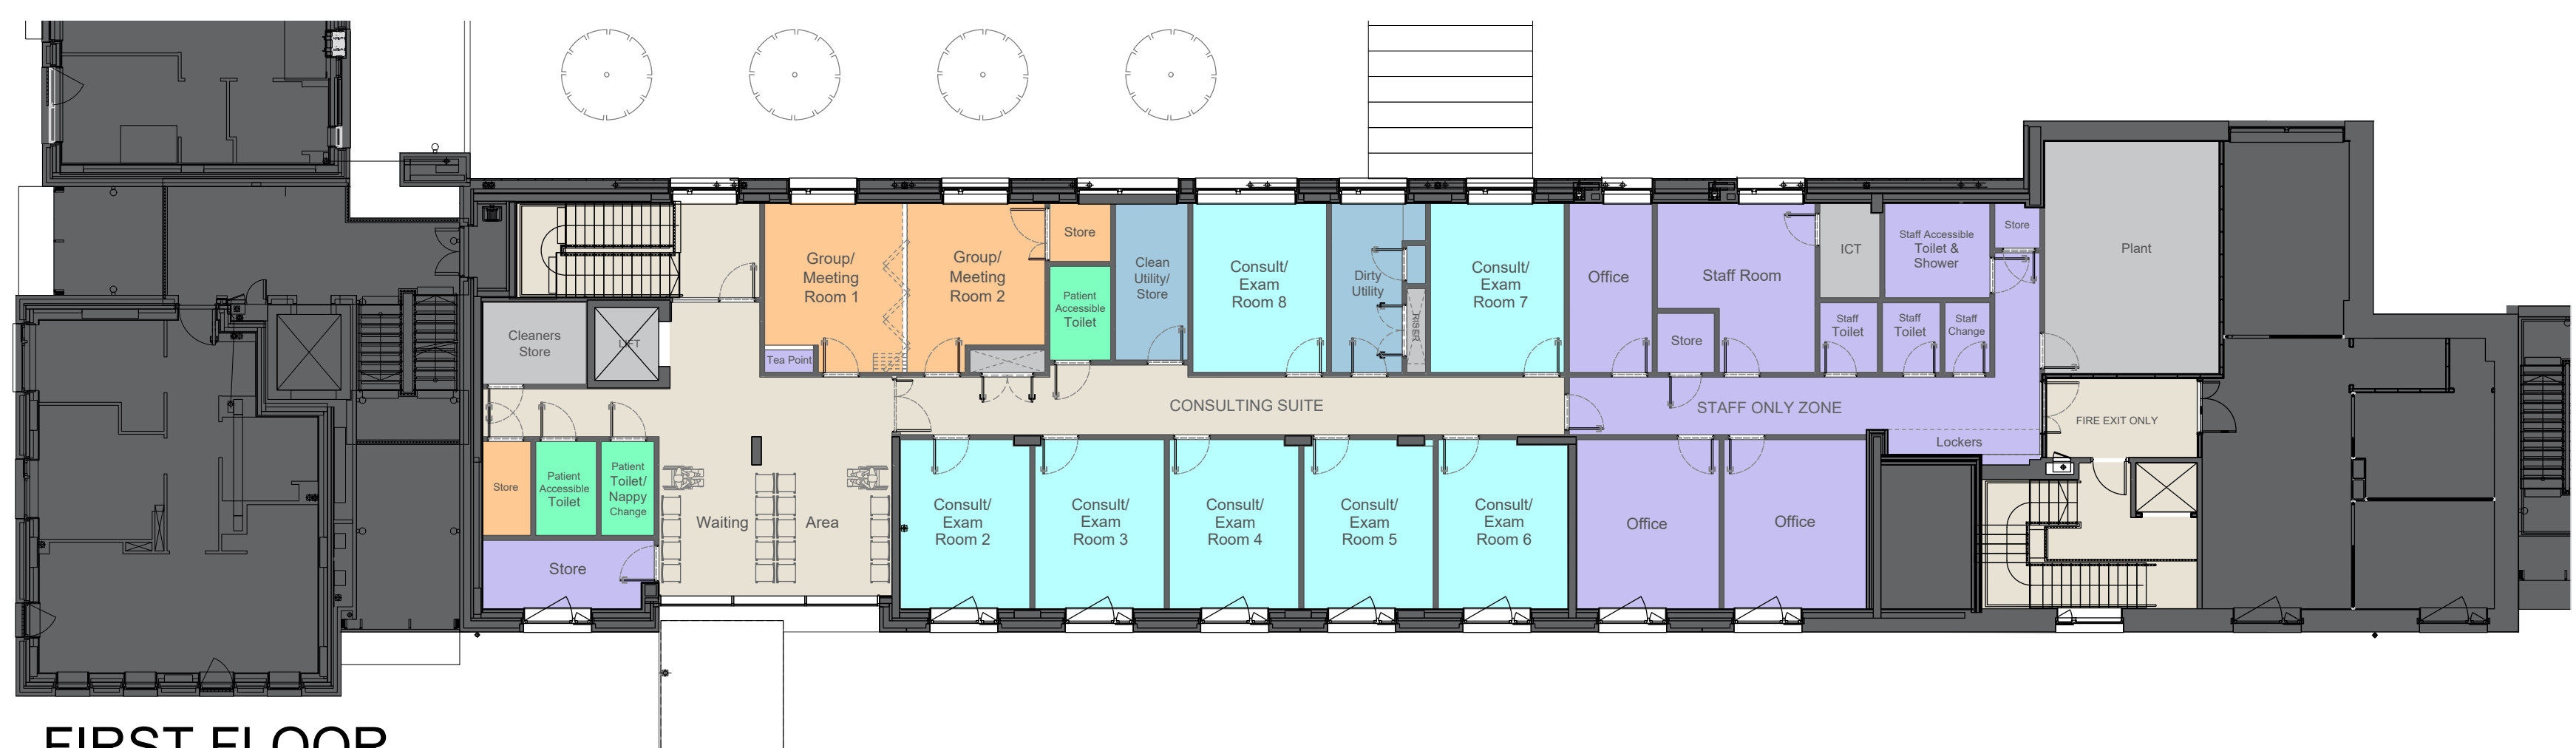 Group/
Meeting
Room 1
Group/
Meeting
Room 2
Store
Patient
Accessible
Toilet
Clean
Utility/
Store
Consult/
Exam
Room 8
Dirty
Utility
RISER
Consult/
Exam
Room 7
Office
Staff Room
Store
ICT
Staff Accessible
Toilet &
Shower
Store
Plant
Cleaners
Store
LIFT
Tea Point
Staff
Toilet
Staff
Toilet
Staff
Change
CONSULTING SUITE
STAFF ONLY ZONE
Lockers
FIRE EXIT ONLY
Store
Patient
Accessible
Toilet
Patient
Toilet/
Nappy
Change
Waiting Area
Consult/
Exam
Room 2
Consult/
Exam
Room 3
Consult/
Exam
Room 4
Consult/
Exam
Room 5
Consult/
Exam
Room 6
Office
Office
Store
FIRST FLOOR